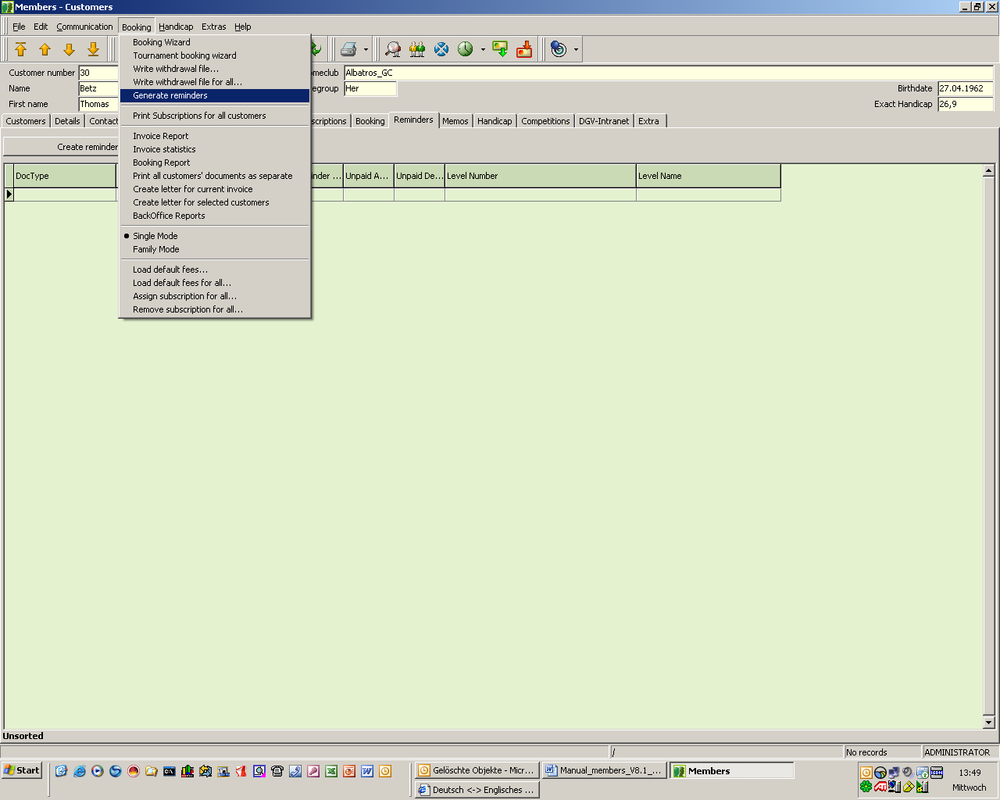 Members - Customers
File Edit Communication Booking Handicap Extras Help
Booking Wizard
Tournament booking wizard
Write withdrawal file...
Write withdrawel file for all...
Generate reminders
Print Subscriptions for all customers
Invoice Report
Invoice statistics
Booking Report
Print all customers' documents as separate
Create letter for current invoice
Create letter for selected customers
BackOffice Reports
Single Mode
Family Mode
Load default fees...
Load default fees for all...
Assign subscription for all...
Remove subscription for all...
Customer number 30 meclub Albatros_GC
Name Betz egroup Her Birthdate 27.04.1962
First name Thomas Exact Handicap 26,9
Customers Details Contact scriptions Booking Reminders Memos Handicap Competitions DGV-Intranet Extra
Create reminder
DocType nder ... Unpaid A... Unpaid De... Level Number Level Name
Unsorted
/ No records ADMINISTRATOR
Start Gelöschte Objekte - Micr... Manual_members_V8.1_... Members 13:49
Deutsch <-> Englisches ... Mittwoch